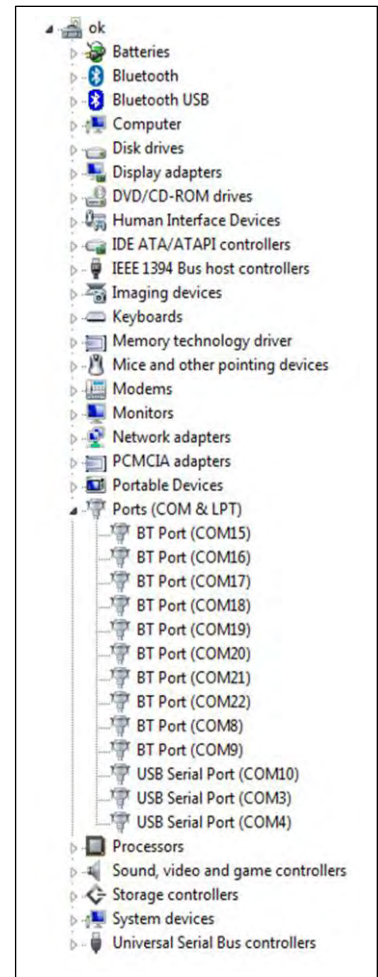 ok
Batteries
Bluetooth
Bluetooth USB
Computer
Disk drives
Display adapters
DVD/CD-ROM drives
Human Interface Devices
IDE ATA/ATAPI controllers
IEEE 1394 Bus host controllers
Imaging devices
Keyboards
Memory technology driver
Mice and other pointing devices
Modems
Monitors
Network adapters
PCMCIA adapters
Portable Devices
Ports (COM & LPT)
BT Port (COM15)
BT Port (COM16)
BT Port (COM17)
BT Port (COM18)
BT Port (COM19)
BT Port (COM20)
BT Port (COM21)
BT Port (COM22)
BT Port (COM8)
BT Port (COM9)
USB Serial Port (COM10)
USB Serial Port (COM3)
USB Serial Port (COM4)
Processors
Sound, video and game controllers
Storage controllers
System devices
Universal Serial Bus controllers